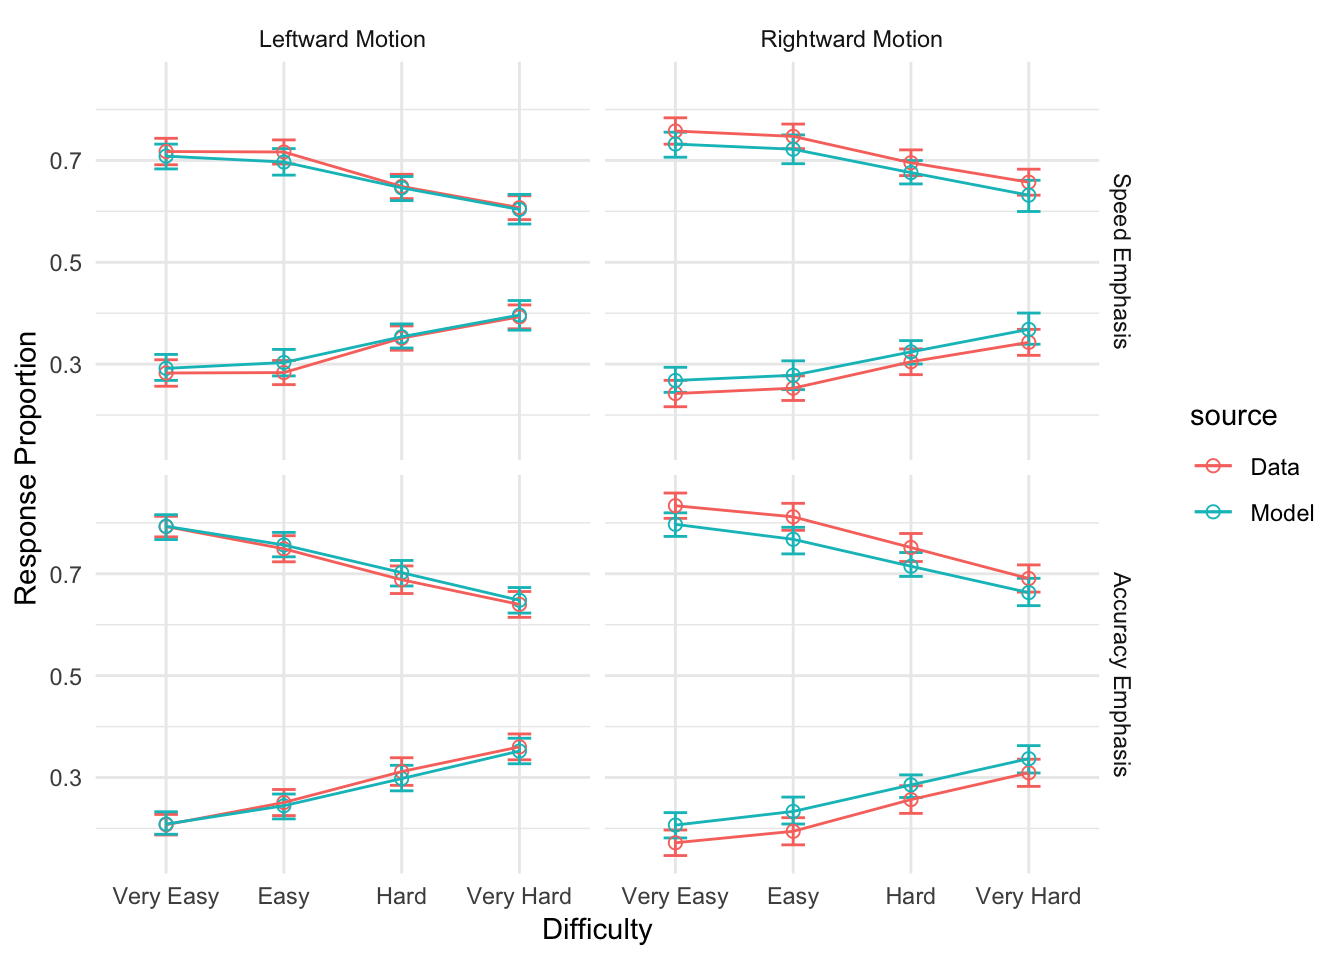 Leftward Motion
Rightward Motion
0.7
0.5
0.3
Speed Emphasis
0.7
0.5
0.3
Accuracy Emphasis
Response Proportion
Very Easy
Easy
Hard
Very Hard
Very Easy
Easy
Hard
Very Hard
Difficulty
source
Data
Model